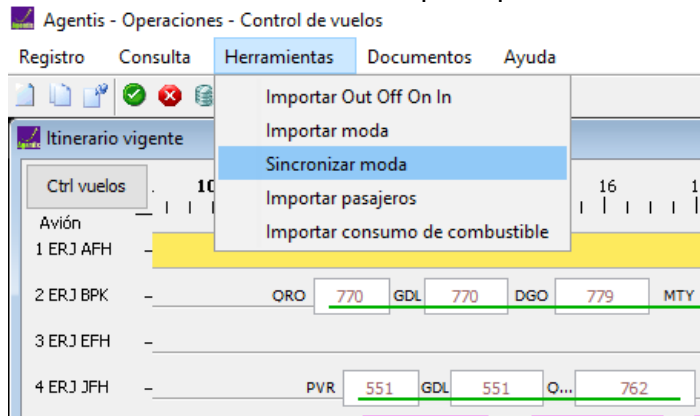 Agentis - Operaciones - Control de vuelos
Registro Consulta Herramientas Documentos Ayuda
Importar Out Off On In
Importar moda
Sincronizar moda
Importar pasajeros
Importar consumo de combustible
Itinerario vigente
Ctrl vuelos . 10 16 1
Avión
1 ERJ AFH
2 ERJ BPK QRO 770 GDL 770 DGO 779 MTY
3 ERJ EFH
4 ERJ JFH PVR 551 GDL 551 Q... 762